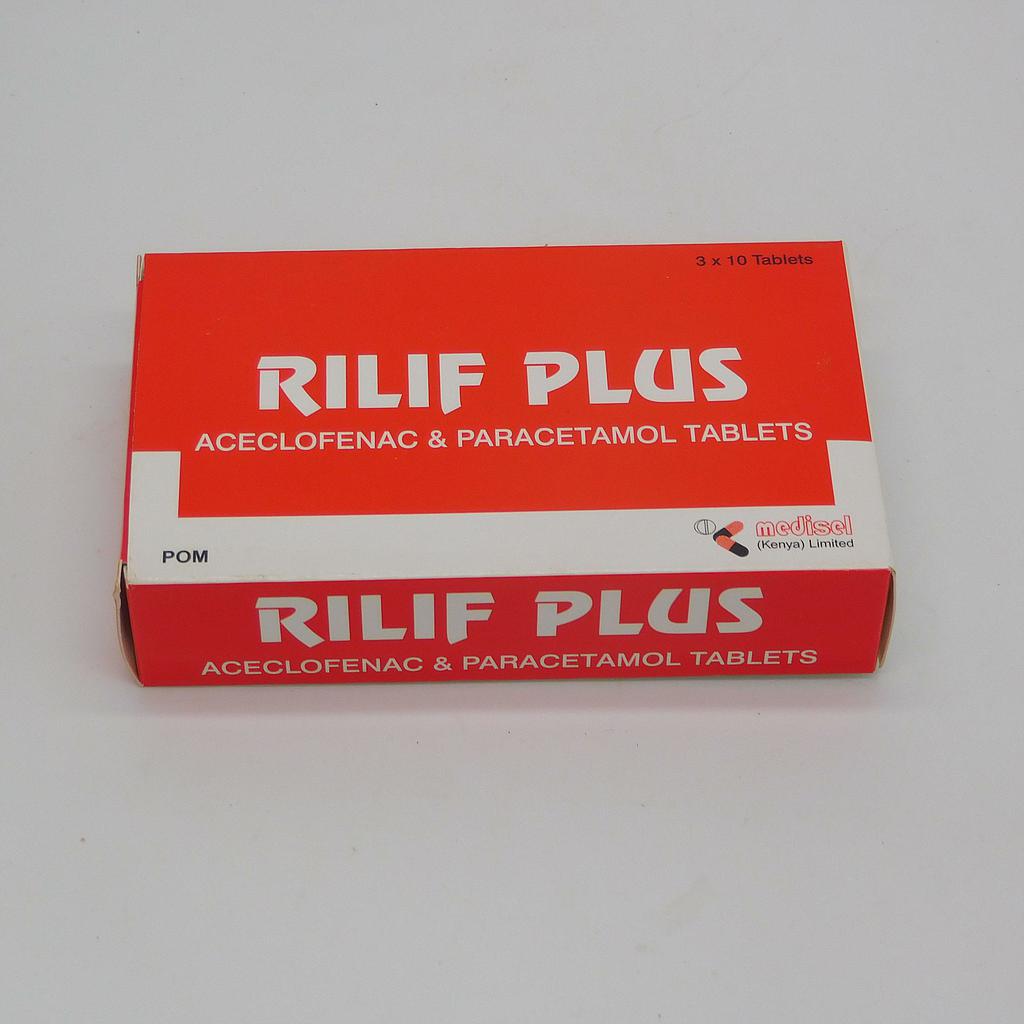 3 x 10 Tablets
RILIF PLUS
ACECLOFENAC & PARACETAMOL TABLETS
medisel
(Kenya) Limited
POM
RILIF PLUS
ACECLOFENAC & PARACETAMOL TABLETS